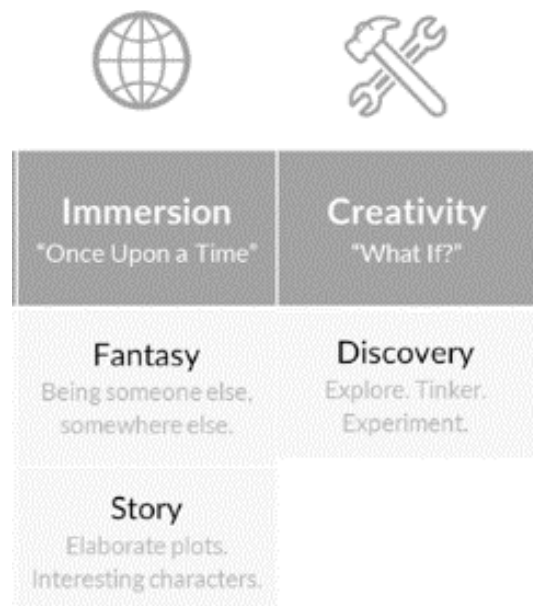 Immersion
"Once Upon a Time"
Fantasy
Being someone else,
somewhere else.
Story
Elaborate plots.
Interesting characters.
Creativity
"What If?"
Discovery
Explore. Tinker.
Experiment.